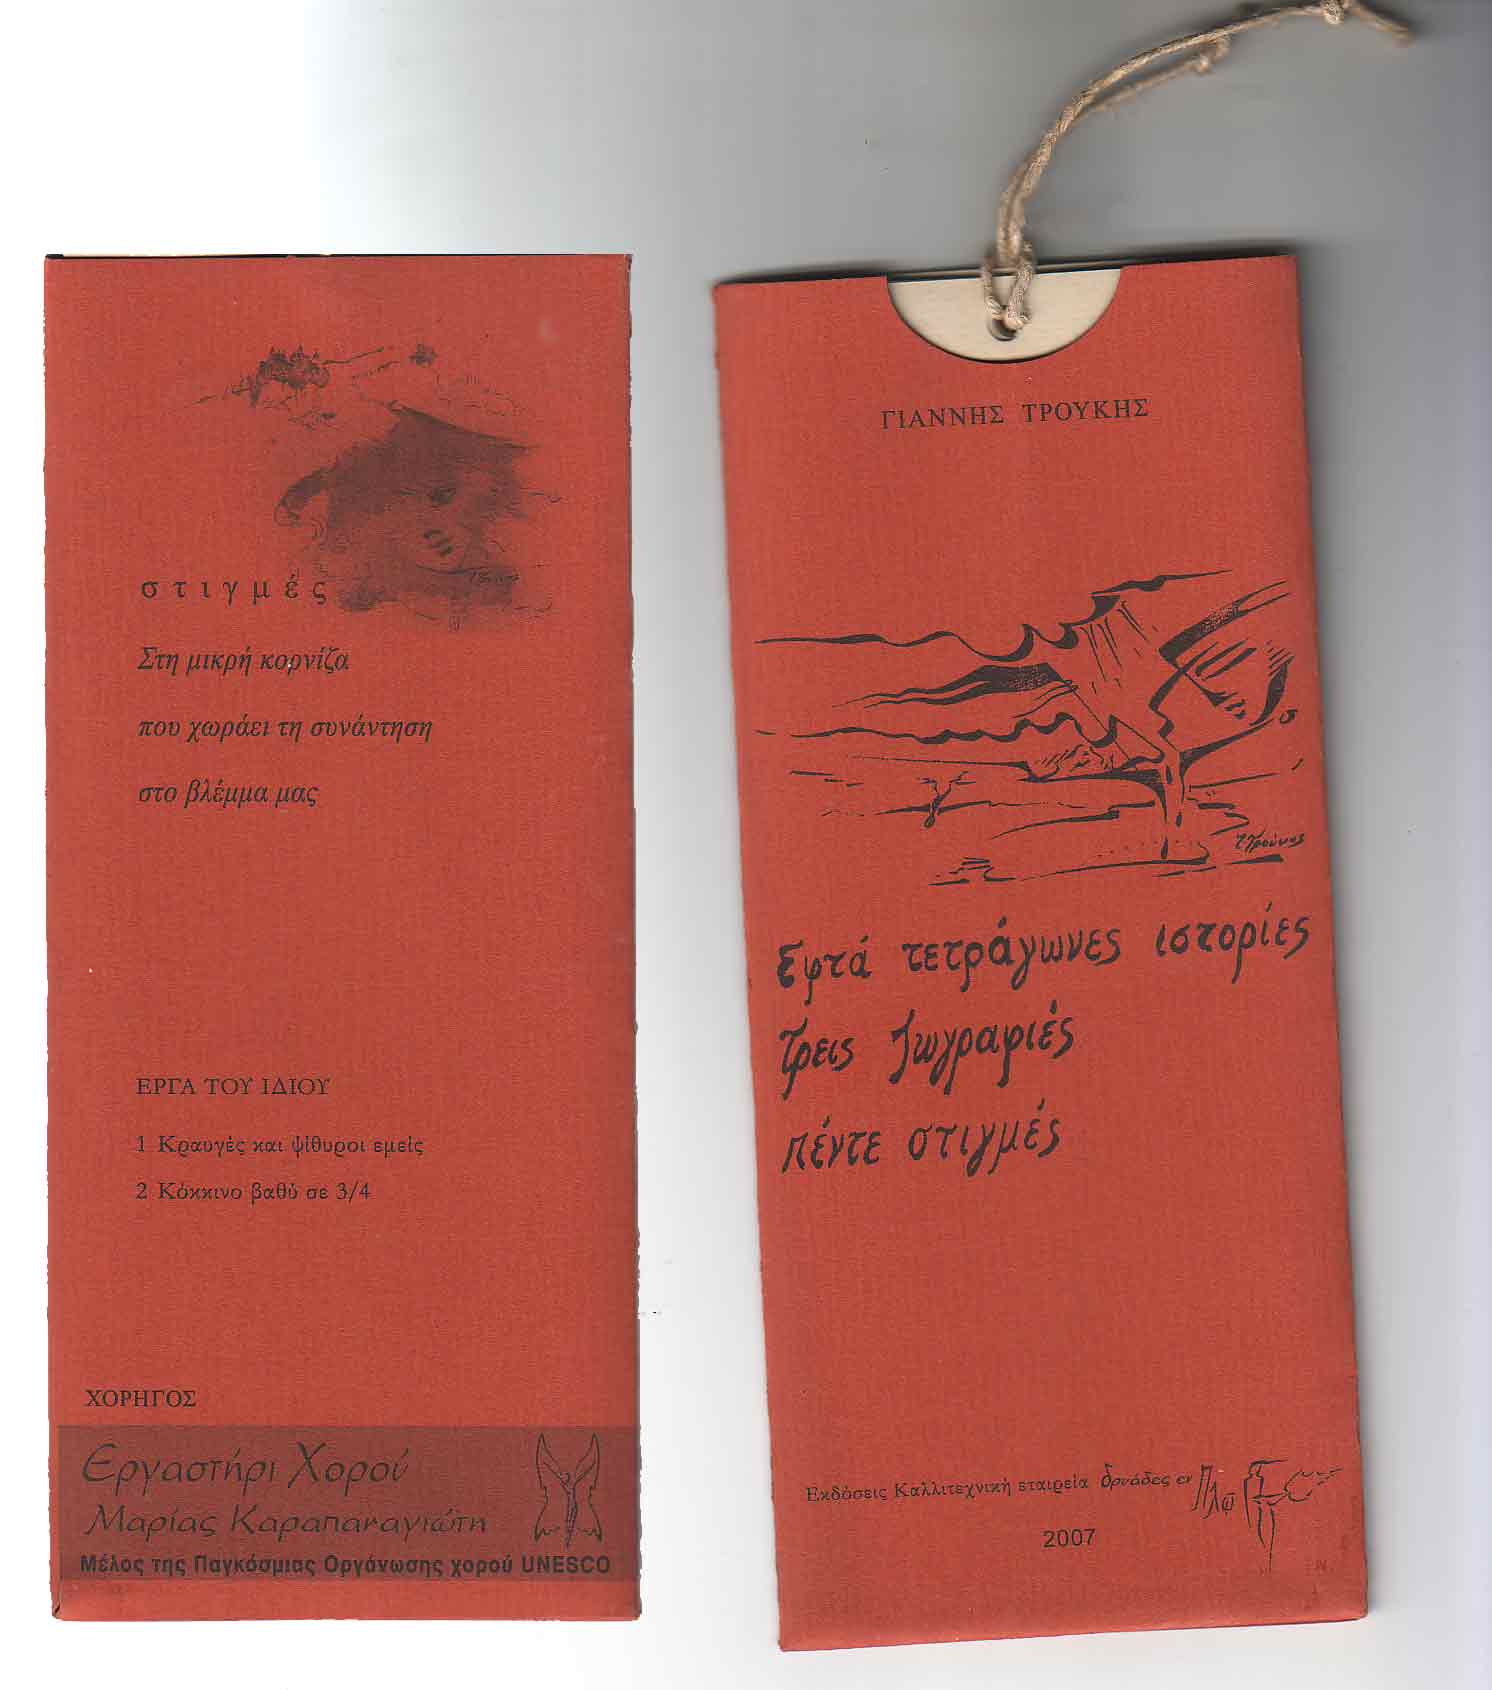 στιγμές
Στη μικρή κορνίζα
που χωράει τη συνάντηση
στο βλέμμα μας
ΕΡΓΑ ΤΟΥ ΙΔΙΟΥ
1 Κραυγές και ψίθυροι εμείς
2 Κόκκινο βαθύ σε 3/4
ΧΟΡΗΓΟΣ
Εργαστήρι Χορού
Μαρίας Καραπαναγιώτη
Μέλος της Παγκόσμιας Οργάνωσης χορού UNESCO
ΓΙΑΝΝΗΣ ΤΡΟΥΚΗΣ
Εφτά τετράγωνες ιστορίες
Τρεις ζωγραφιές
πέντε στιγμές
Εκδόσεις Καλλιτεχνική εταιρεία δρυάδες εν Πλω
2007